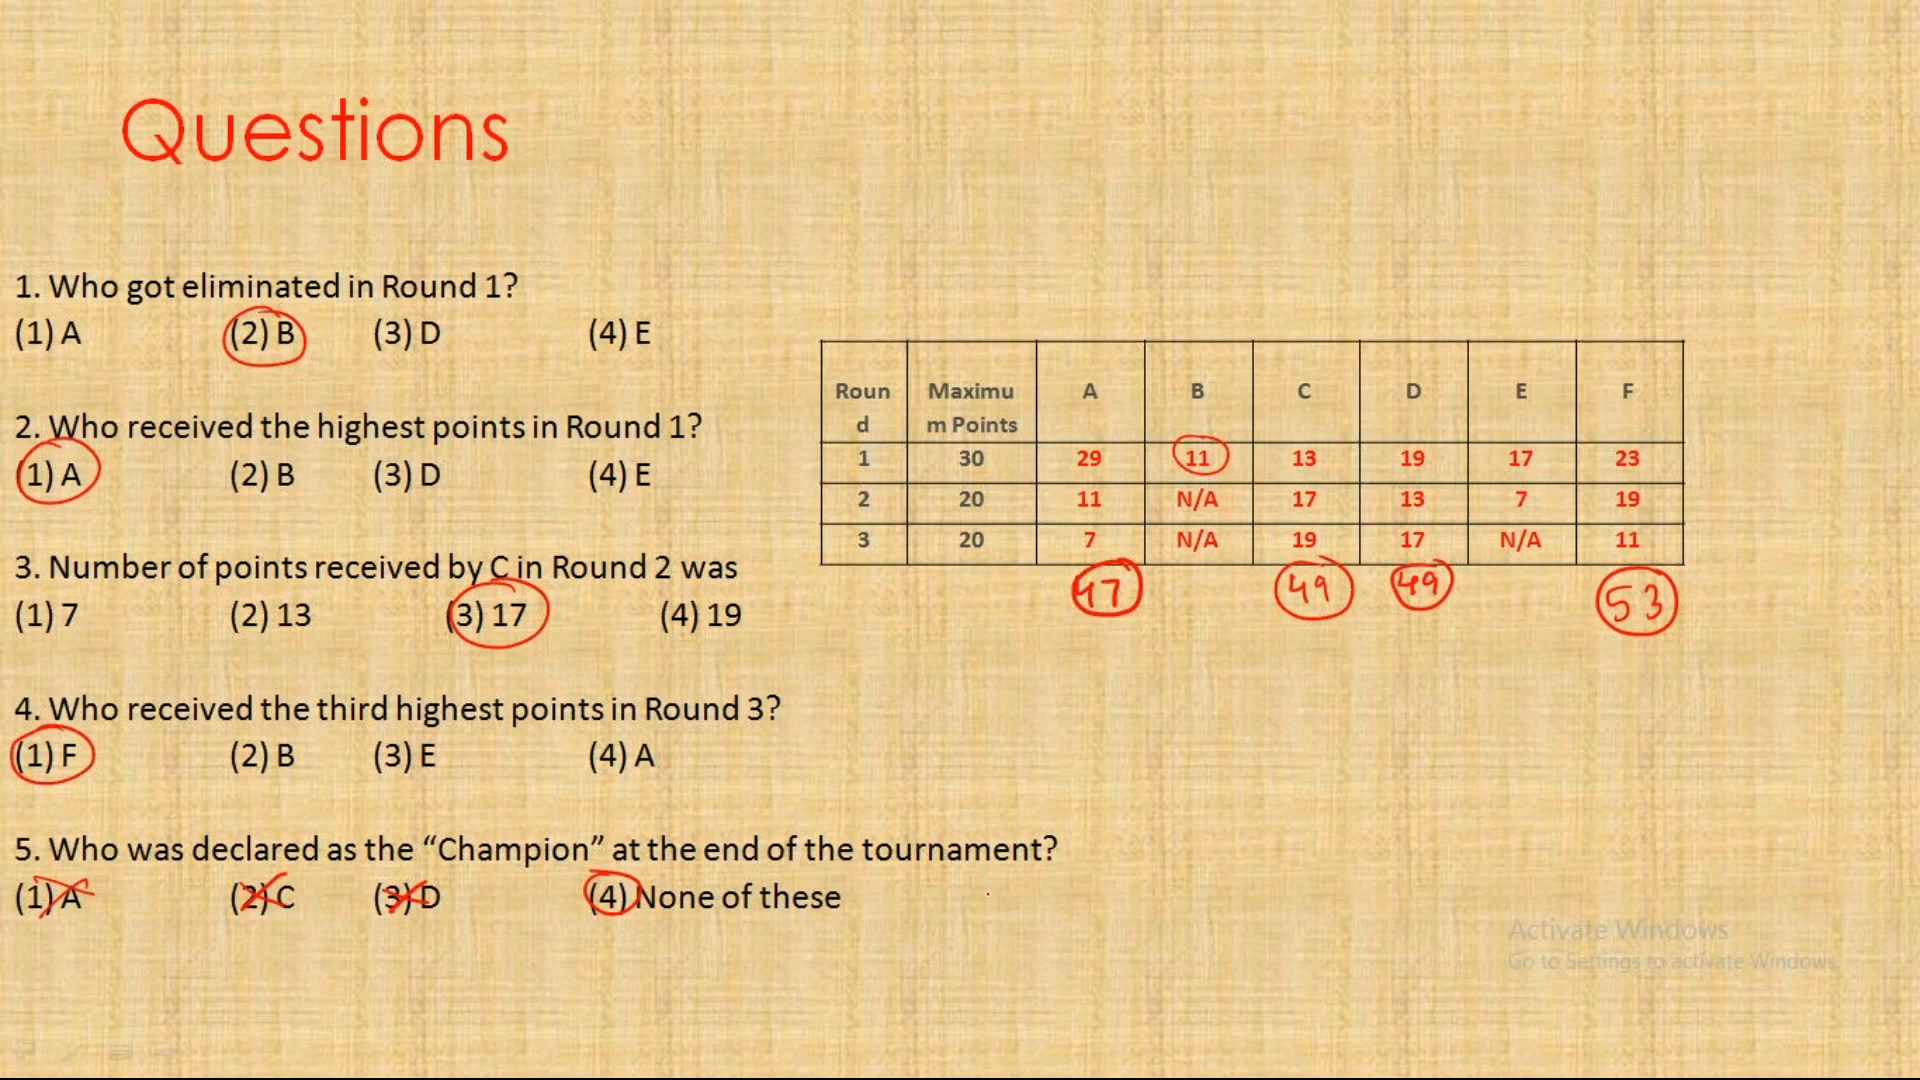 Questions
1. Who got eliminated in Round 1?
(1) A (2) B (3) D (4) E
2. Who received the highest points in Round 1?
(1) A (2) B (3) D (4) E
3. Number of points received by C in Round 2 was
(1) 7 (2) 13 (3) 17 (4) 19
4. Who received the third highest points in Round 3?
(1) F (2) B (3) E (4) A
5. Who was declared as the “Champion” at the end of the tournament?
(1) A (2) C (3) D (4) None of these
Roun Maximu A B C D E F
d m Points
1 30 29 11 13 19 17 23
2 20 11 N/A 17 13 7 19
3 20 7 N/A 19 17 N/A 11
47 49 49 53
Activate Windows
Go to Settings to activate Windows.